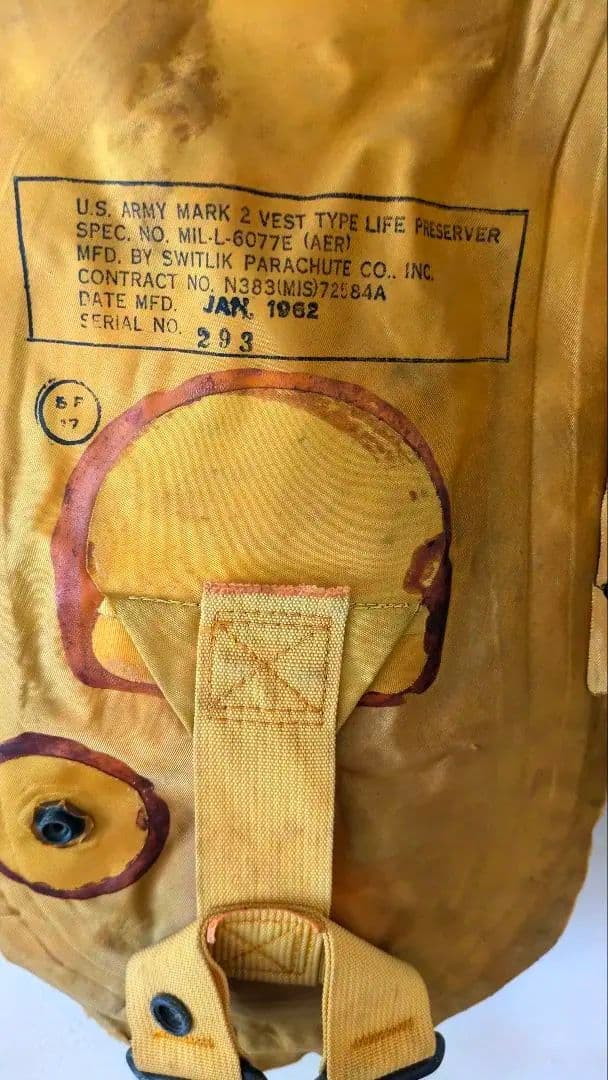 U.S. ARMY MARK 2 VEST TYPE LIFE PRESERVER
SPEC. NO. MIL-L-6077E (AER)
MFD. BY SWITLIK PARACHUTE CO., INC.
CONTRACT NO. N383(MIS)72584A
DATE MFD. JAN. 1962
SERIAL NO. 293